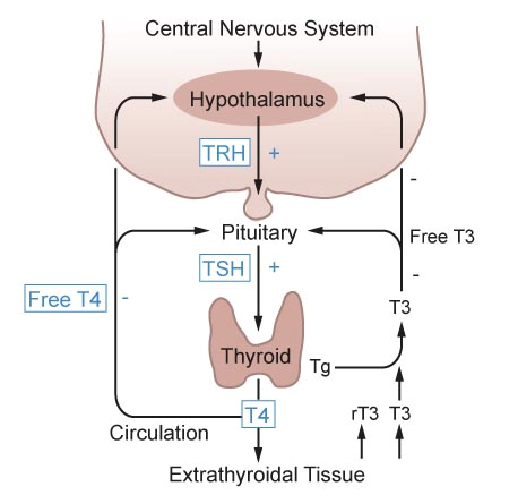 Central Nervous System
Hypothalamus
TRH +
-
Pituitary
Free T3
TSH +
Free T4 -
-
T3
Thyroid
Tg
T4
rT3 T3
Circulation
Extrathyroidal Tissue